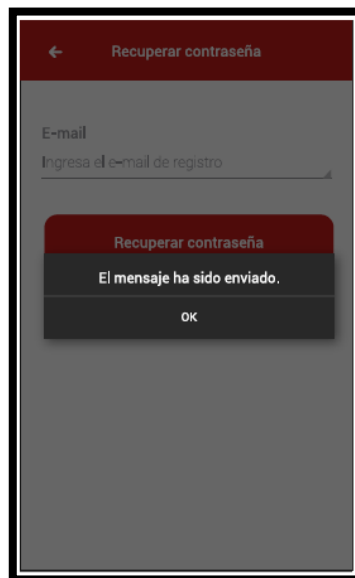 Recuperar contraseña
E-mail
Ingresa el e-mail de registro
Recuperar contraseña
El mensaje ha sido enviado.
OK